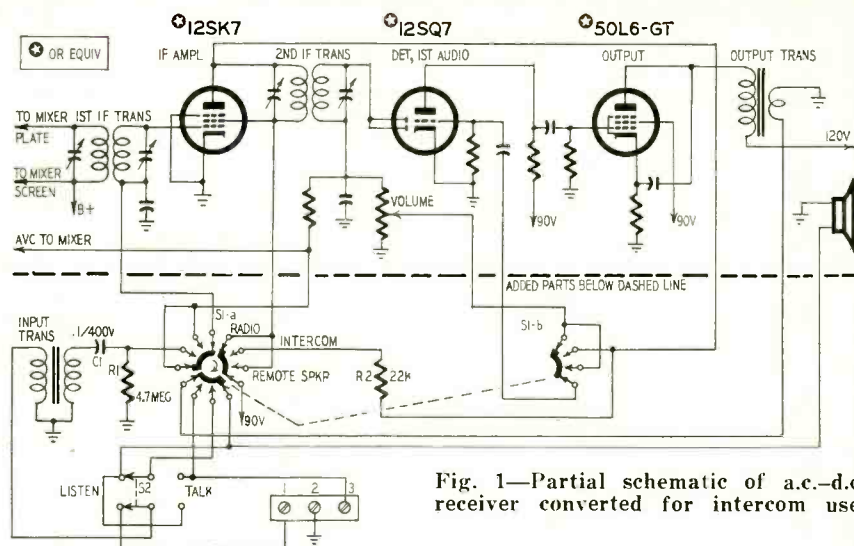 ✪12SK7
✪12SQ7
✪50L6-GT
✪ OR EQUIV
IF AMPL
2ND IF TRANS
DET, IST AUDIO
OUTPUT
OUTPUT TRANS
TO MIXER
IST IF TRANS
PLATE
TO MIXER
SCREEN
B+
VOLUME
90V
90V
120V
AVC TO MIXER
ADDED PARTS BELOW DASHED LINE
INPUT
TRANS
.1/400V
C1
R1
4.7MEG
S1-a
RADIO
INTERCOM
REMOTE SPKR
2
90V
R2
22K
S1-b
LISTEN
S2
TALK
1
2
3
Fig. 1—Partial schematic of a.c.–d.c
receiver converted for intercom use